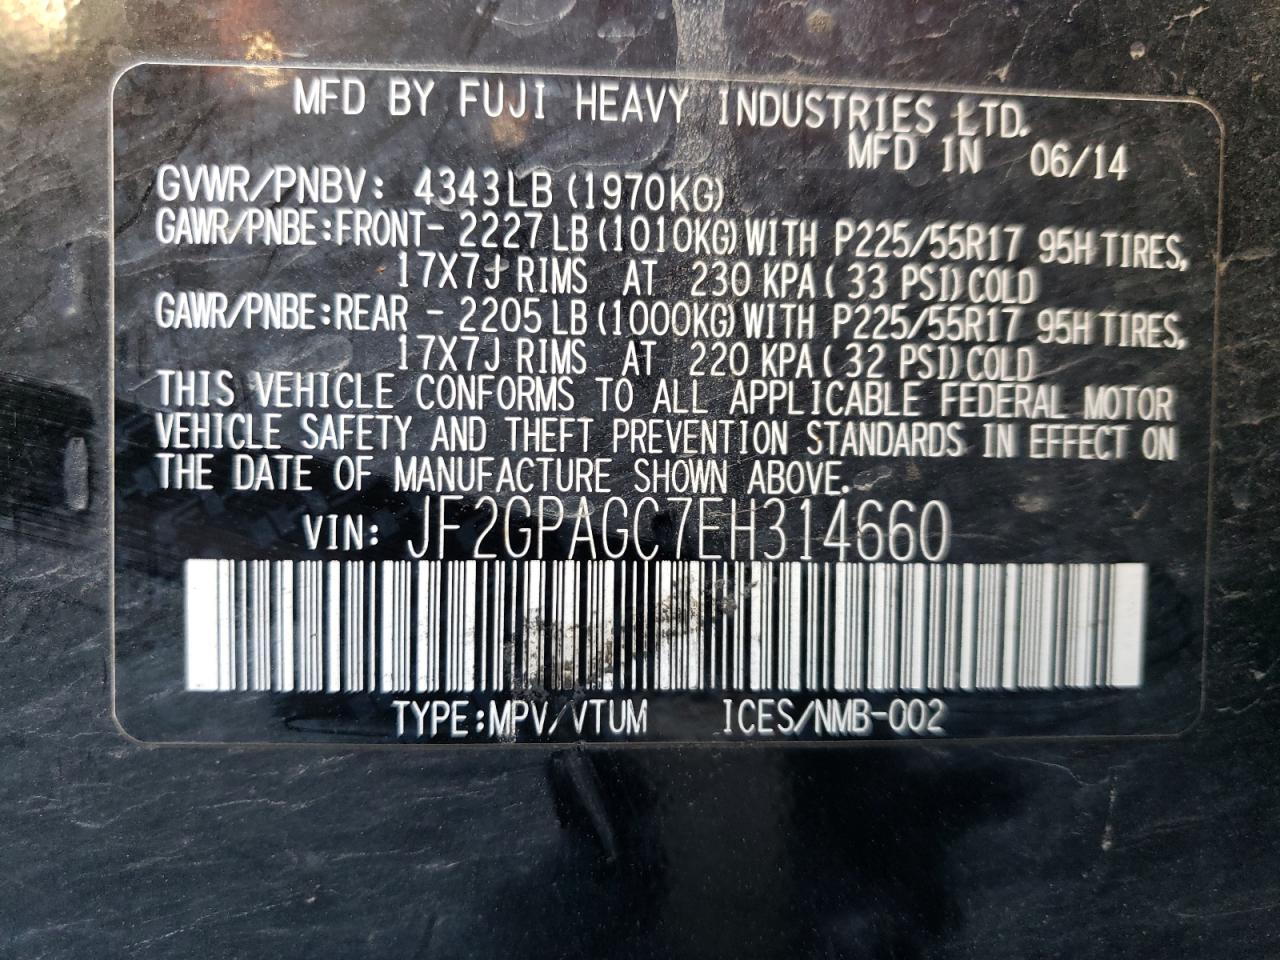 MFD BY FUJI HEAVY INDUSTRIES LTD.
MFD IN 06/14
GVWR/PNBV: 4343LB (1970KG)
GAWR/PNBE:FRONT- 2227LB(1010KG)WITH P225/55R17 95H TIRES,
17X7J RIMS AT 230 KPA( 33 PSI)COLD
GAWR/PNBE:REAR - 2205LB(1000KG)WITH P225/55R17 95H TIRES,
17X7J RIMS AT 220 KPA( 32 PSI)COLD
THIS VEHICLE CONFORMS TO ALL APPLICABLE FEDERAL MOTOR
VEHICLE SAFETY AND THEFT PREVENTION STANDARDS IN EFFECT ON
THE DATE OF MANUFACTURE SHOWN ABOVE.
VIN: JF2GPAGC7EH314660
TYPE:MPV/VTUM ICES/NMB-002